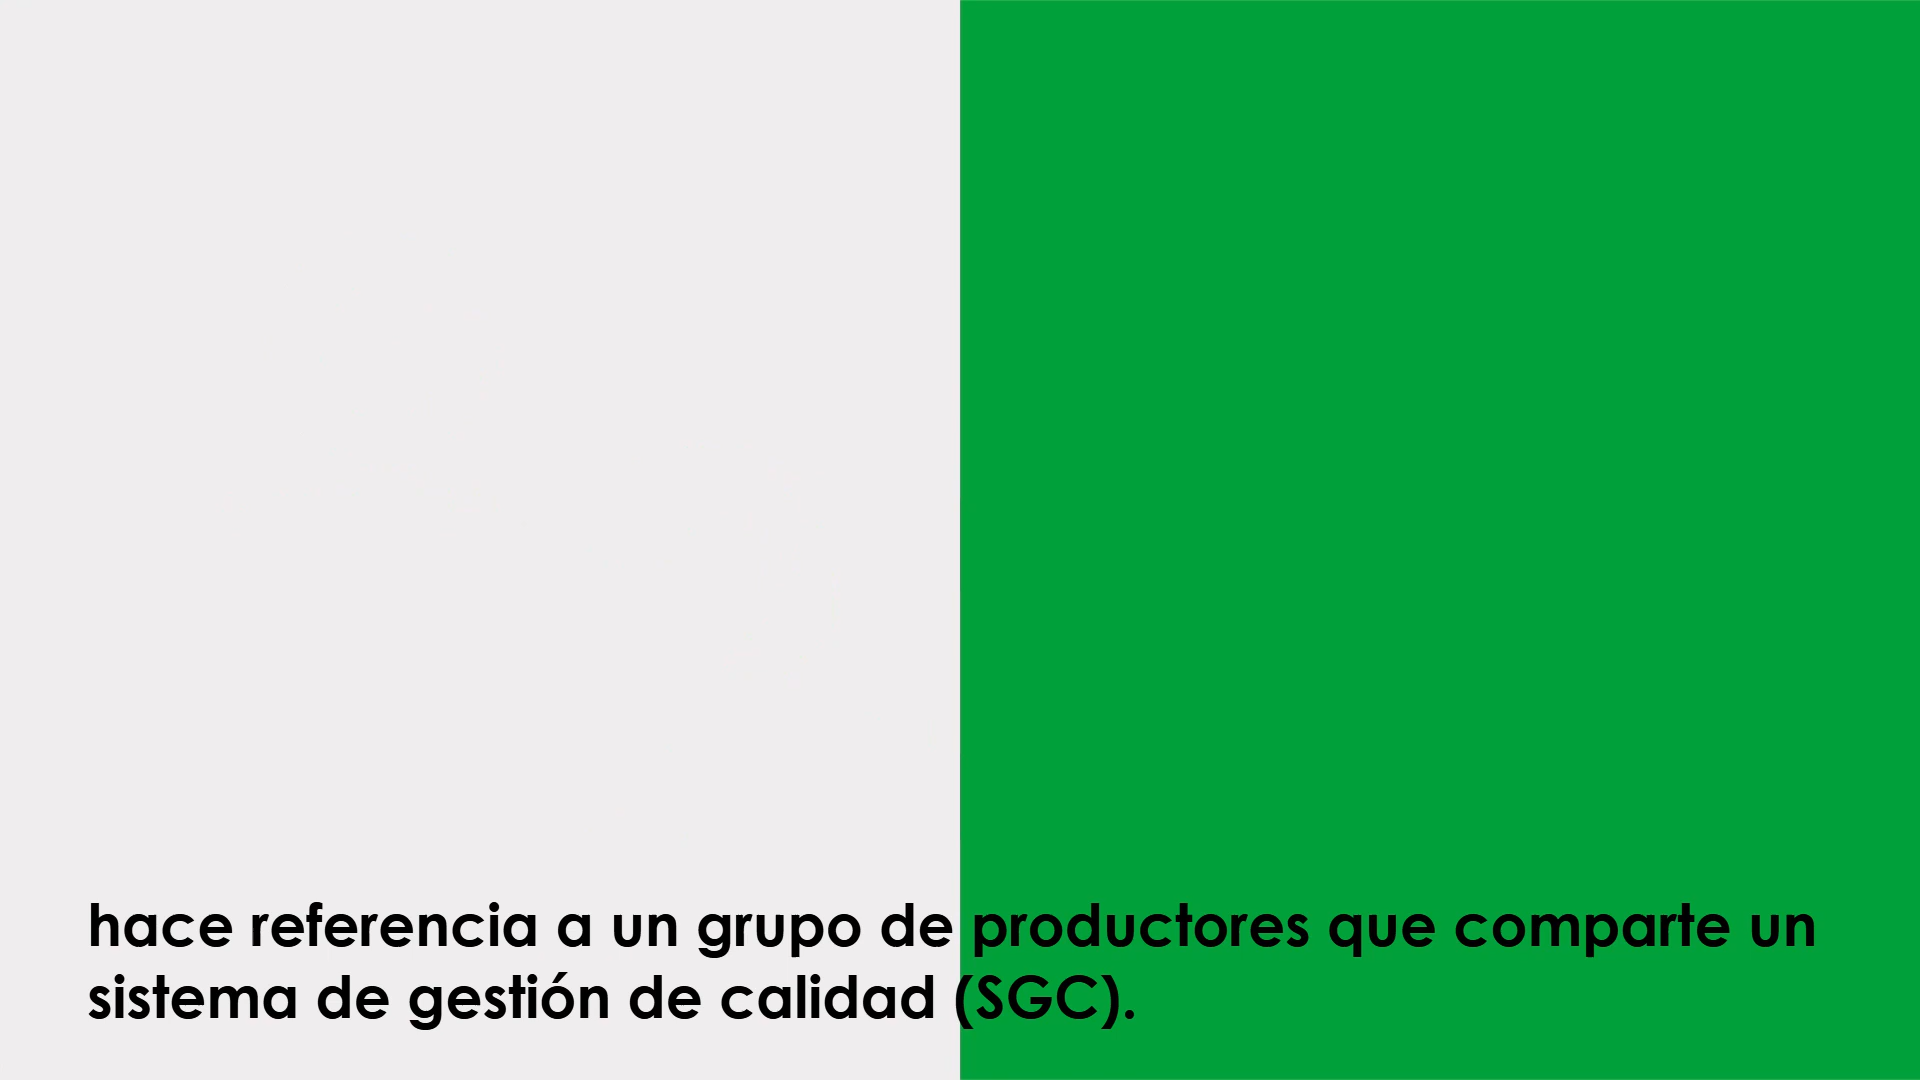 hace referencia a un grupo de productores que comparte un
sistema de gestión de calidad (SGC).